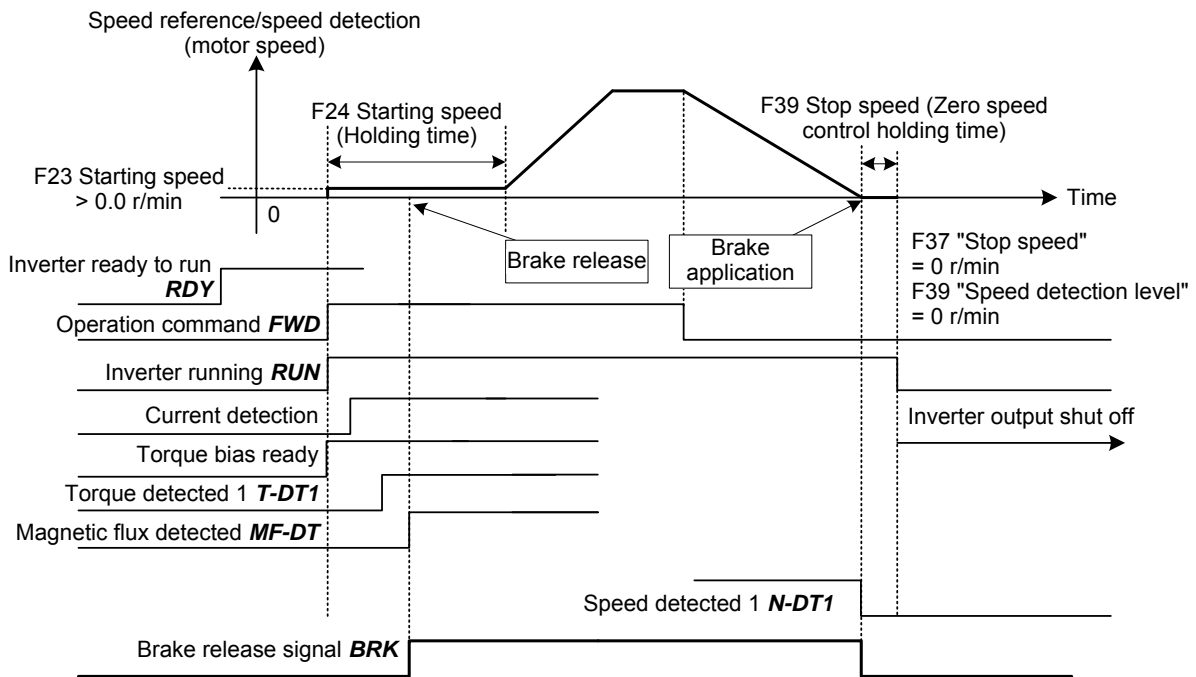 Speed reference/speed detection
(motor speed)
F24 Starting speed
(Holding time)
F39 Stop speed (Zero speed
control holding time)
F23 Starting speed
> 0.0 r/min
0
Time
Brake release
Brake
application
F37 "Stop speed"
= 0 r/min
F39 "Speed detection level"
= 0 r/min
Inverter ready to run
RDY
Operation command FWD
Inverter running RUN
Current detection
Inverter output shut off
Torque bias ready
Torque detected 1 T-DT1
Magnetic flux detected MF-DT
Speed detected 1 N-DT1
Brake release signal BRK